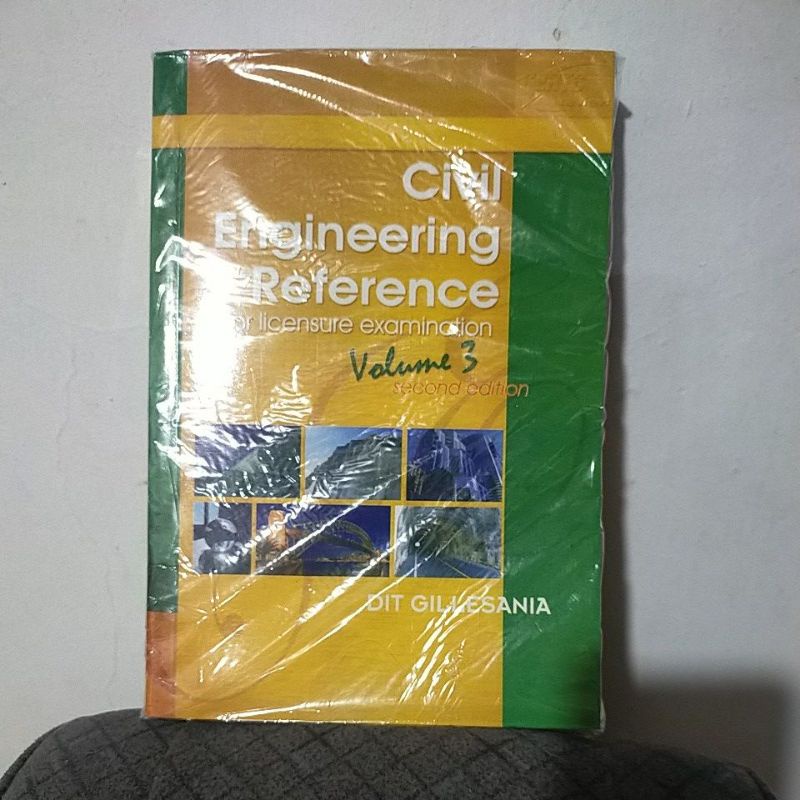 Civil
Engineering
Reference
for licensure examination
Volume 3
second edition
DIT GILLESANIA